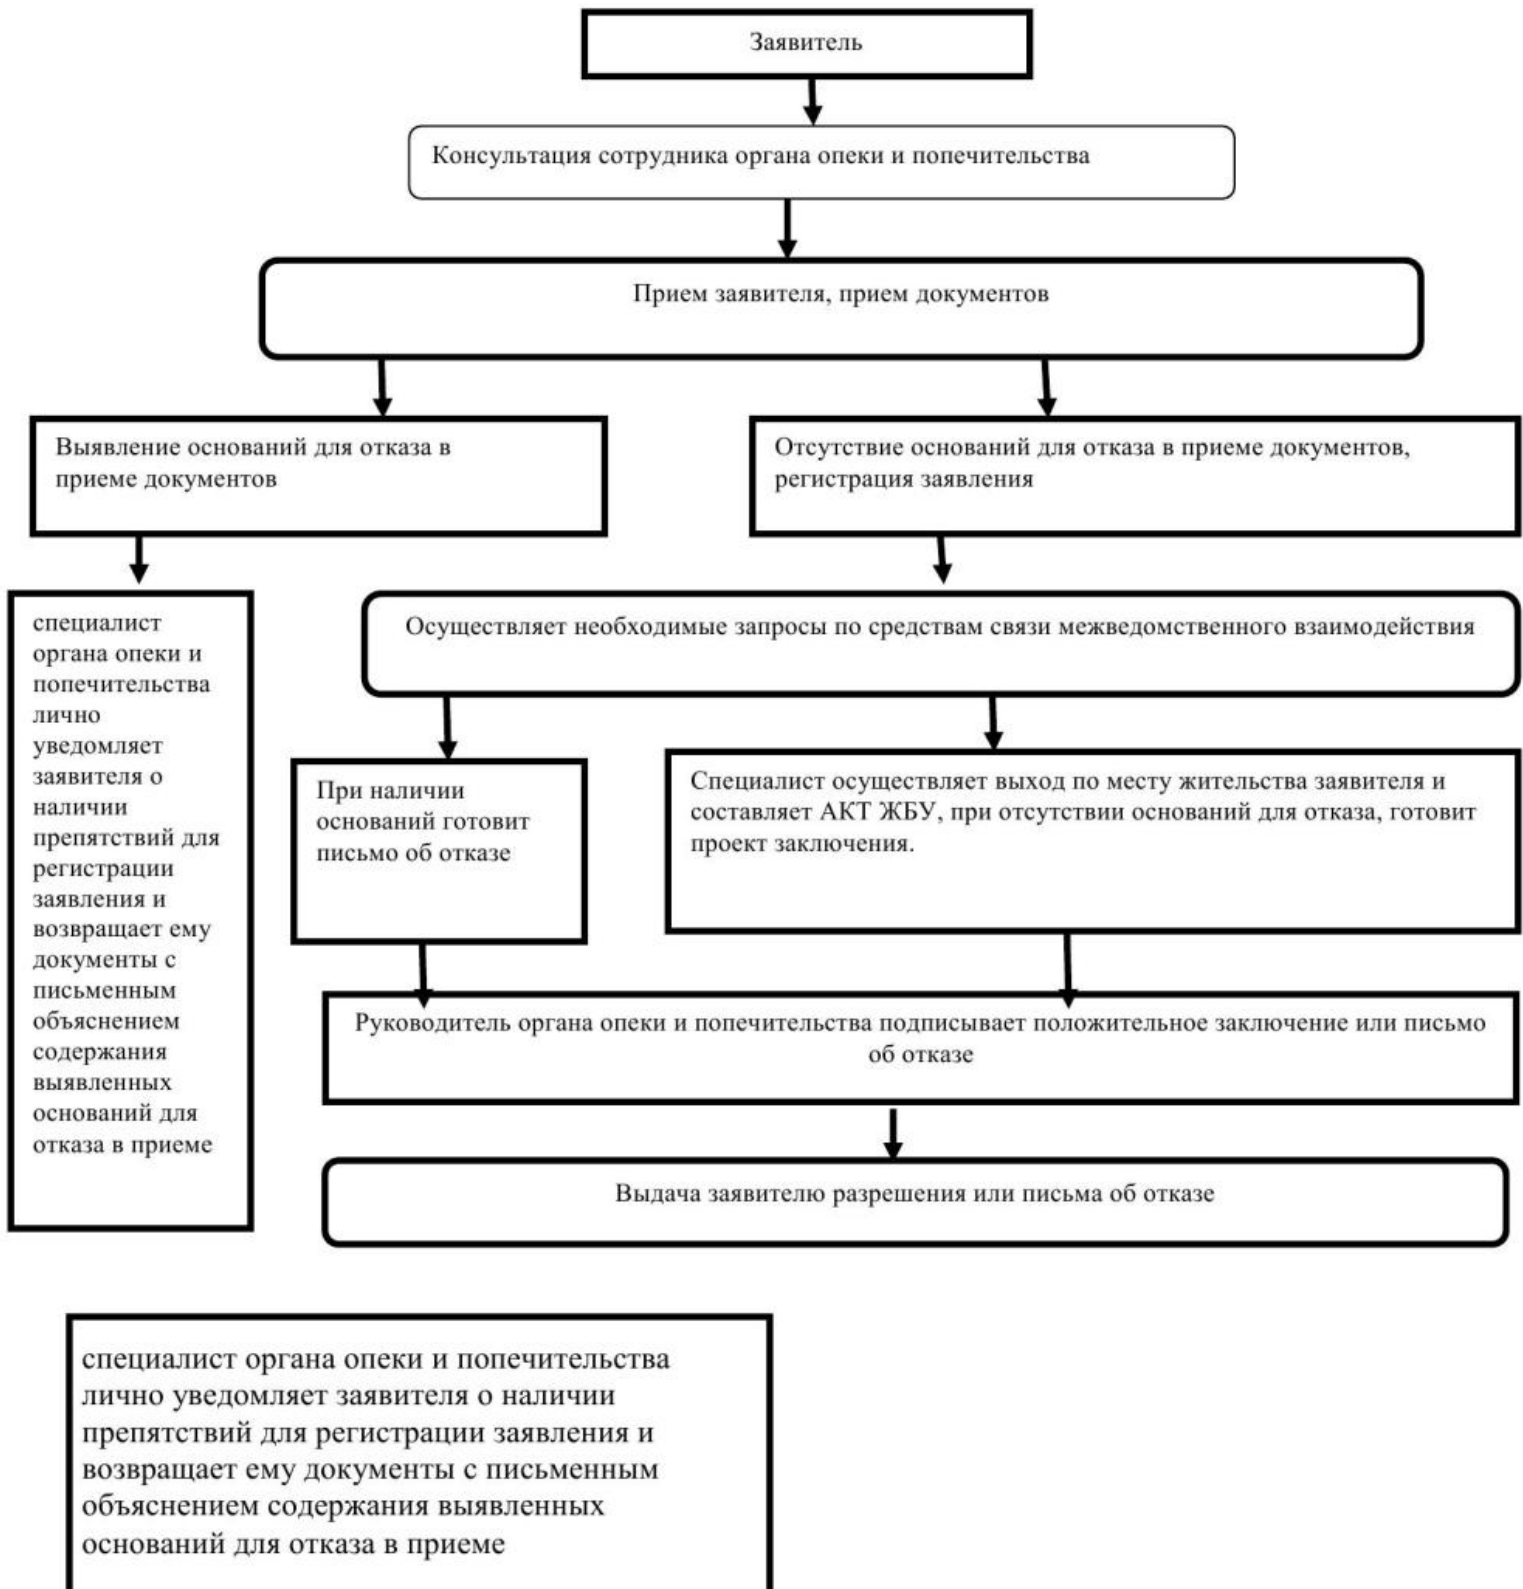 Заявитель
Консультация сотрудника органа опеки и попечительства
Прием заявителя, прием документов
Выявление оснований для отказа в
приеме документов
Отсутствие оснований для отказа в приеме документов,
регистрация заявления
специалист
органа опеки и
попечительства
лично
уведомляет
заявителя о
наличии
препятствий для
регистрации
заявления и
возвращает ему
документы с
письменным
объяснением
содержания
выявленных
оснований для
отказа в приеме
Осуществляет необходимые запросы по средствам связи межведомственного взаимодействия
При наличии
оснований готовит
письмо об отказе
Специалист осуществляет выход по месту жительства заявителя и
составляет АКТ ЖБУ, при отсутствии оснований для отказа, готовит
проект заключения.
Руководитель органа опеки и попечительства подписывает положительное заключение или письмо
об отказе
Выдача заявителю разрешения или письма об отказе
специалист органа опеки и попечительства
лично уведомляет заявителя о наличии
препятствий для регистрации заявления и
возвращает ему документы с письменным
объяснением содержания выявленных
оснований для отказа в приеме